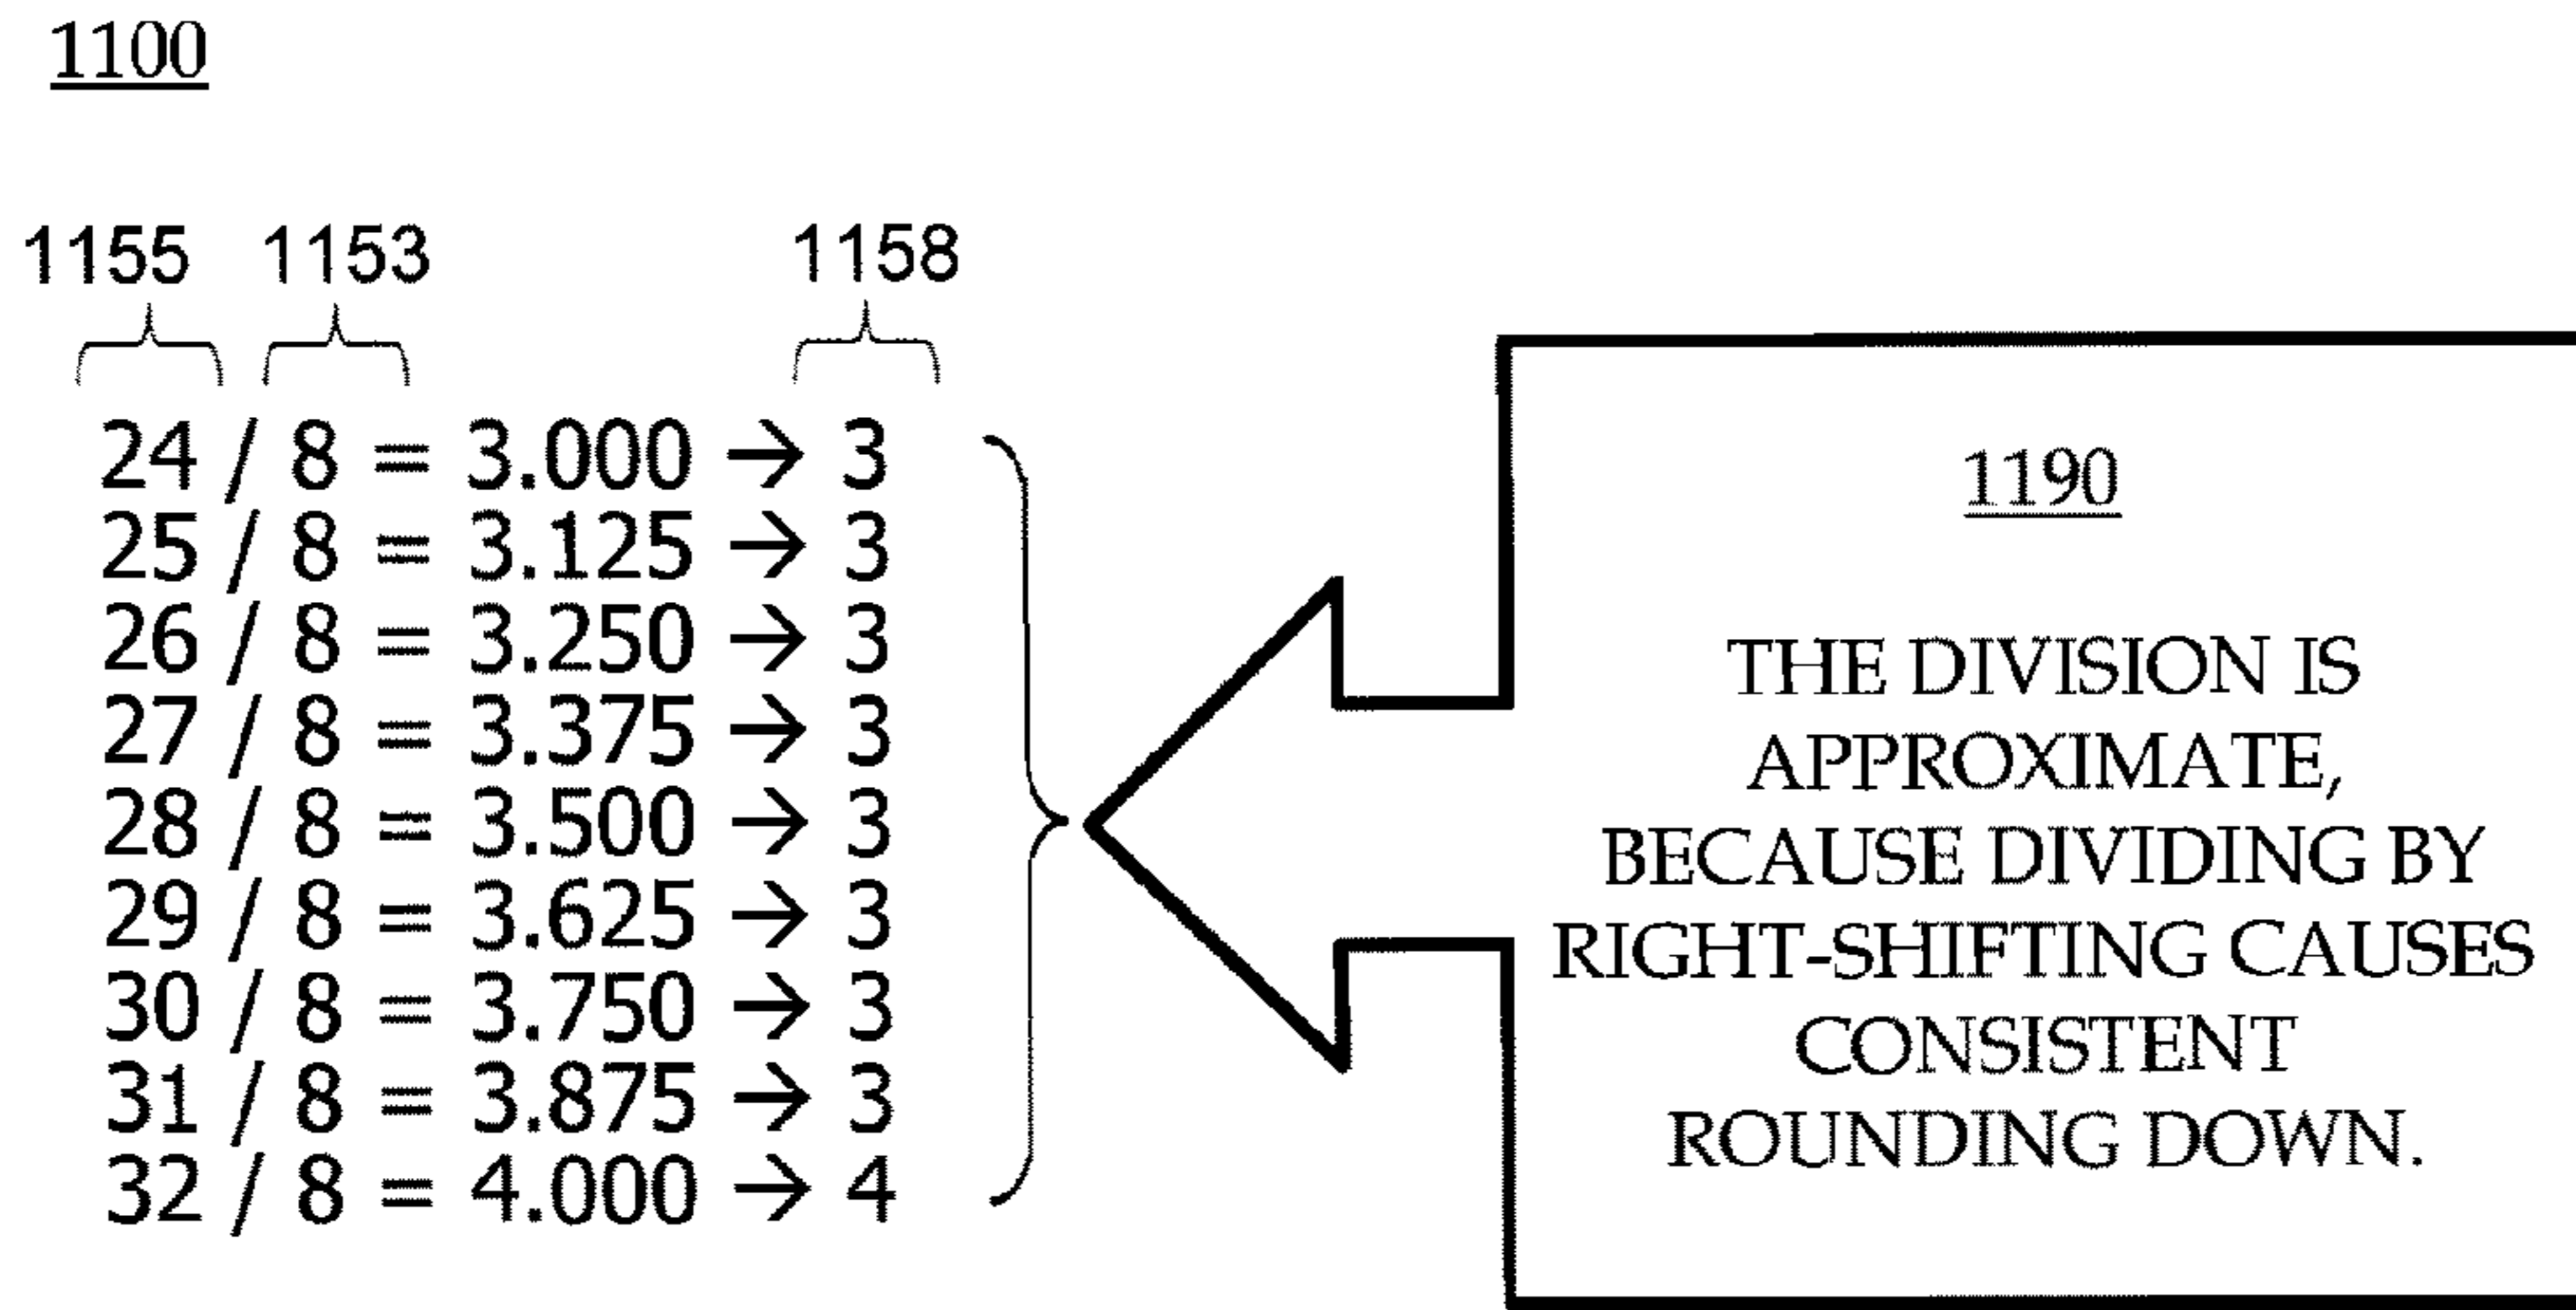 1100
1155 1153 1158
24 / 8 = 3.000 → 3
25 / 8 = 3.125 → 3
26 / 8 = 3.250 → 3
27 / 8 = 3.375 → 3
28 / 8 = 3.500 → 3
29 / 8 = 3.625 → 3
30 / 8 = 3.750 → 3
31 / 8 = 3.875 → 3
32 / 8 = 4.000 → 4
1190
THE DIVISION IS
APPROXIMATE,
BECAUSE DIVIDING BY
RIGHT-SHIFTING CAUSES
CONSISTENT
ROUNDING DOWN.